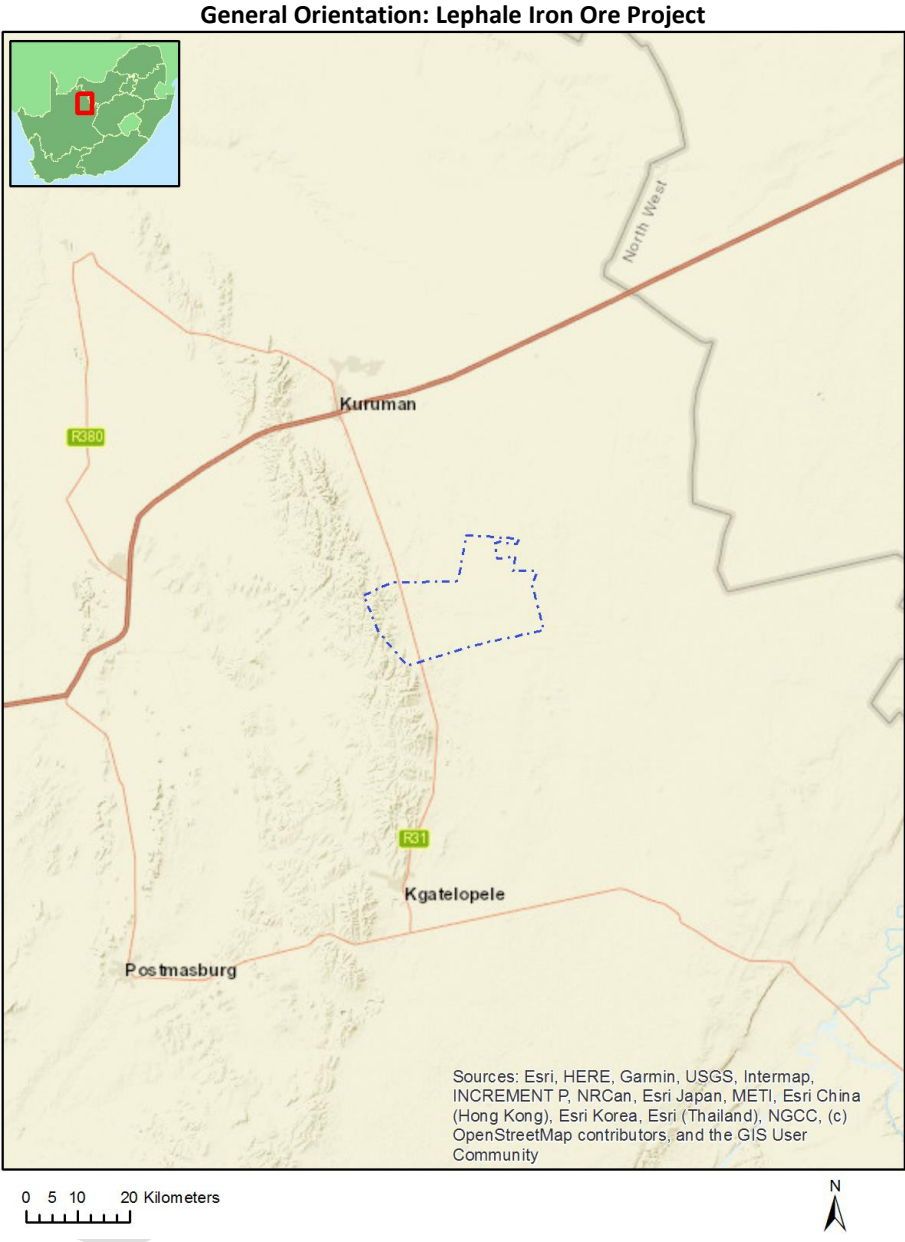 General Orientation: Lephale Iron Ore Project
North West
Kuruman
R380
R31
Kgatelopele
Postmasburg
Sources: Esri, HERE, Garmin, USGS, Intermap,
INCREMENT P, NRCan, Esri Japan, METI, Esri China
(Hong Kong), Esri Korea, Esri (Thailand), NGCC, (c)
OpenStreetMap contributors, and the GIS User
Community
0 5 10 20 Kilometers
N